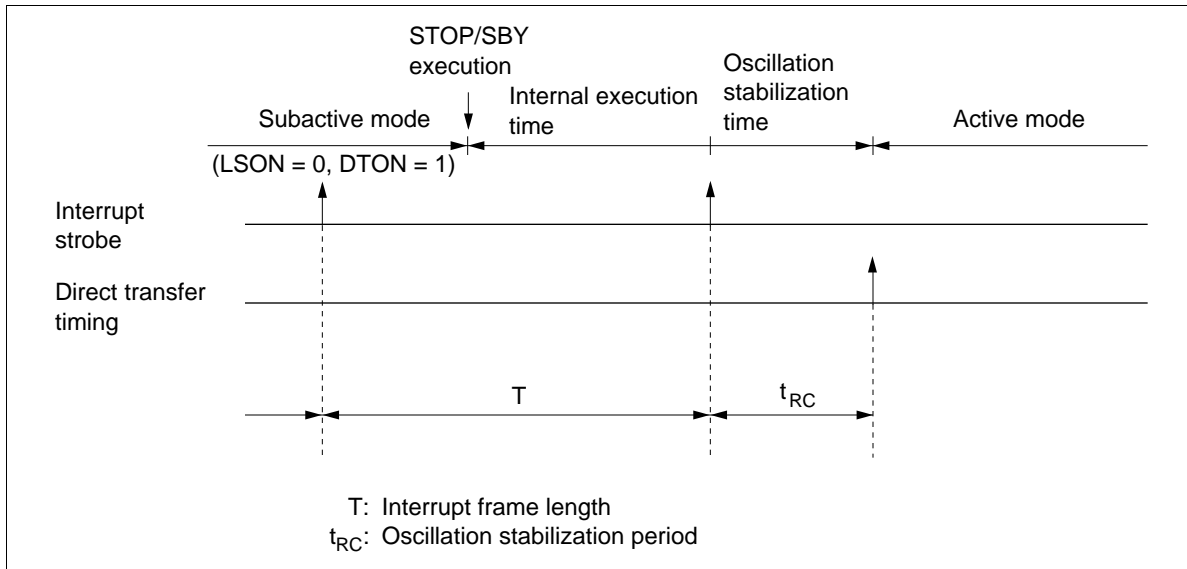 STOP/SBY
execution
Internal execution
time
Oscillation
stabilization
time
Subactive mode
Active mode
(LSON = 0, DTON = 1)
Interrupt
strobe
Direct transfer
timing
T
tRC
T: Interrupt frame length
tRC: Oscillation stabilization period